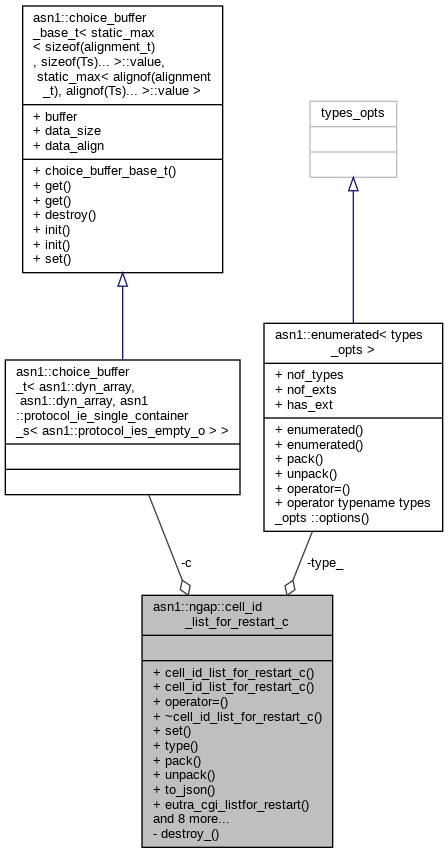 asn1::choice_buffer
_base_t< static_max
< sizeof(alignment_t)
, sizeof(Ts)... >::value,
static_max< alignof(alignment
_t), alignof(Ts)... >::value >
+ buffer
+ data_size
+ data_align
+ choice_buffer_base_t()
+ get()
+ get()
+ destroy()
+ init()
+ init()
+ set()
types_opts
asn1::enumerated< types
_opts >
+ nof_types
+ nof_exts
+ has_ext
+ enumerated()
+ enumerated()
+ pack()
+ unpack()
+ operator=()
+ operator typename types
_opts ::options()
asn1::choice_buffer
_t< asn1::dyn_array,
asn1::dyn_array, asn1
::protocol_ie_single_container
_s< asn1::protocol_ies_empty_o > >
-c
-type_
asn1::ngap::cell_id
_list_for_restart_c
+ cell_id_list_for_restart_c()
+ cell_id_list_for_restart_c()
+ operator=()
+ ~cell_id_list_for_restart_c()
+ set()
+ type()
+ pack()
+ unpack()
+ to_json()
+ eutra_cgi_listfor_restart()
and 8 more...
- destroy_()